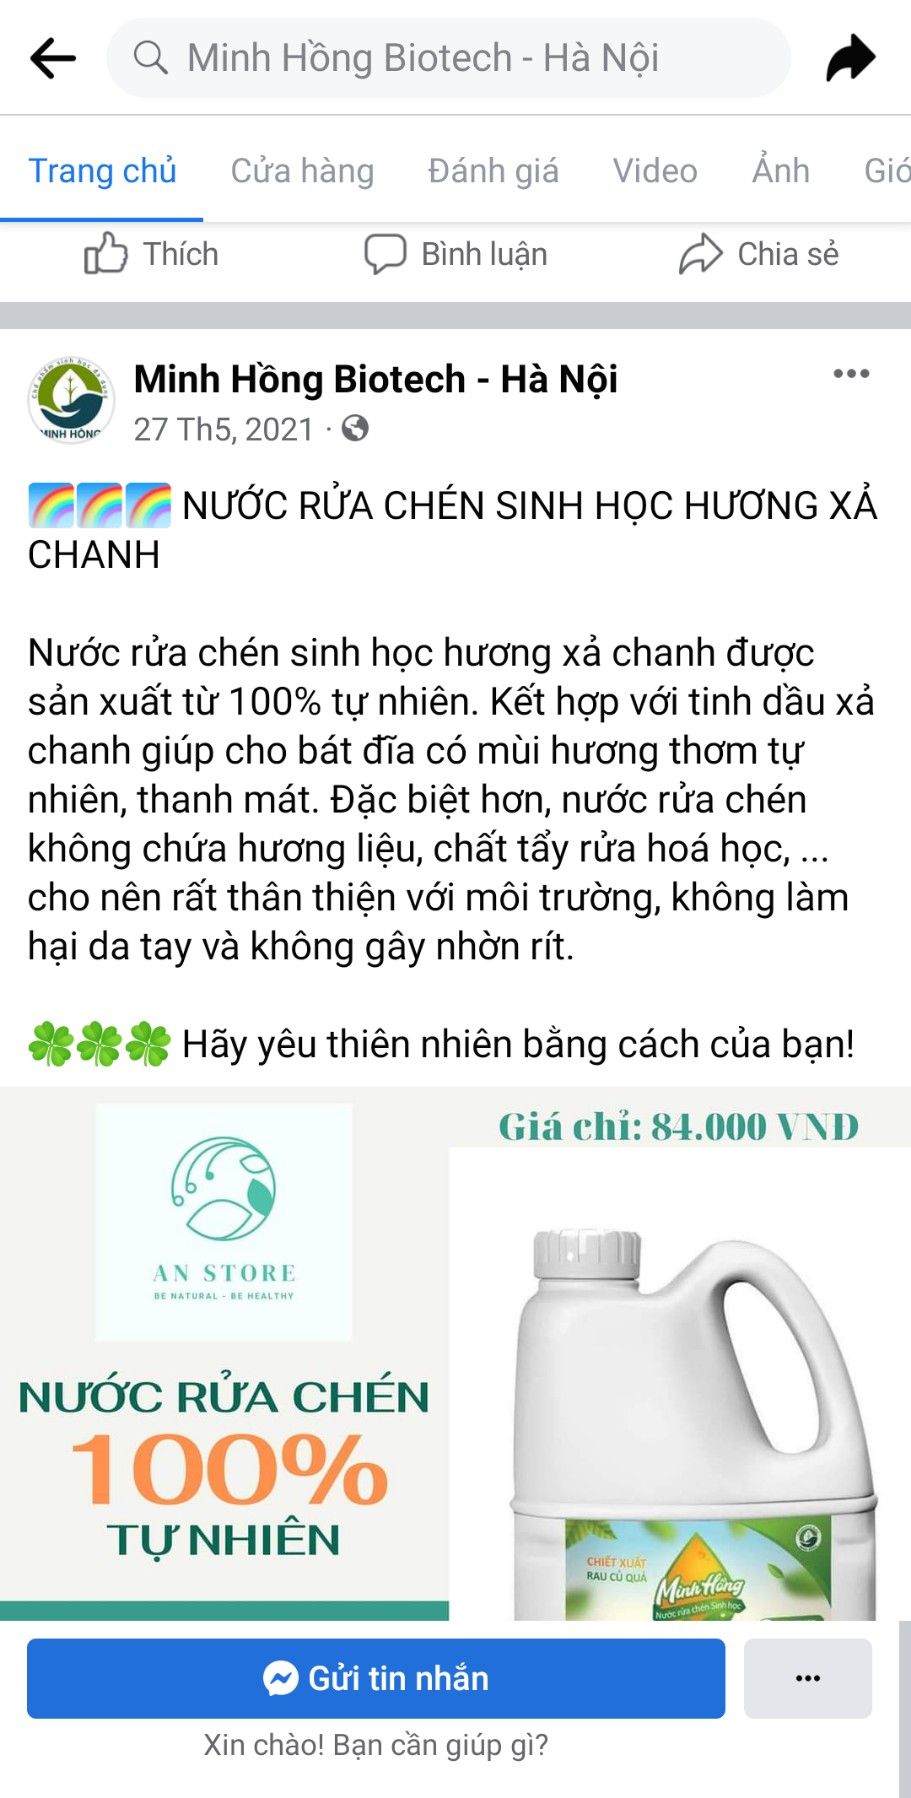 Minh Hồng Biotech - Hà Nội
Trang chủ Cửa hàng Đánh giá Video Ảnh Gió
Thích Bình luận Chia sẻ
Minh Hồng Biotech - Hà Nội
27 Th5, 2021 ·
🌈🌈🌈 NƯỚC RỬA CHÉN SINH HỌC HƯƠNG XẢ
CHANH
Nước rửa chén sinh học hương xả chanh được
sản xuất từ 100% tự nhiên. Kết hợp với tinh dầu xả
chanh giúp cho bát đĩa có mùi hương thơm tự
nhiên, thanh mát. Đặc biệt hơn, nước rửa chén
không chứa hương liệu, chất tẩy rửa hoá học, ...
cho nên rất thân thiện với môi trường, không làm
hại da tay và không gây nhờn rít.
🍀🍀🍀 Hãy yêu thiên nhiên bằng cách của bạn!
Giá chỉ: 84.000 VNĐ
AN STORE
BE NATURAL - BE HEALTHY
NƯỚC RỬA CHÉN
100%
TỰ NHIÊN
CHIẾT XUẤT
RAU CỦ QUẢ
Minh Hồng
Nước rửa chén Sinh học
Gửi tin nhắn
Xin chào! Bạn cần giúp gì?